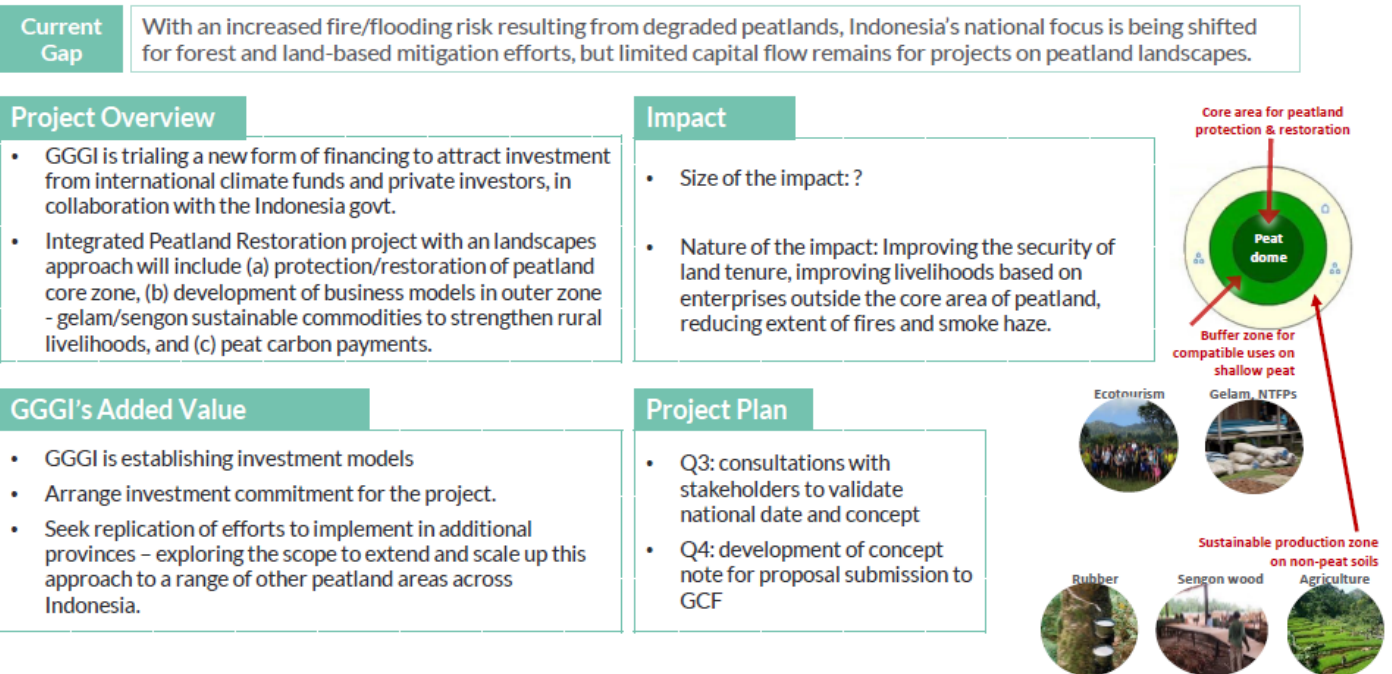 Current
Gap
With an increased fire/flooding risk resulting from degraded peatlands, Indonesia's national focus is being shifted
for forest and land-based mitigation efforts, but limited capital flow remains for projects on peatland landscapes.
Project Overview
• GGGI is trialing a new form of financing to attract investment
from international climate funds and private investors, in
collaboration with the Indonesia govt.
• Integrated Peatland Restoration project with an landscapes
approach will include (a) protection/restoration of peatland
core zone, (b) development of business models in outer zone
- gelam/sengon sustainable commodities to strengthen rural
livelihoods, and (c) peat carbon payments.
Impact
• Size of the impact: ?
• Nature of the impact: Improving the security of
land tenure, improving livelihoods based on
enterprises outside the core area of peatland,
reducing extent of fires and smoke haze.
Core area for peatland
protection & restoration
Peat
dome
Buffer zone for
compatible uses on
shallow peat
Ecotourism
Gelam, NTFPs
GGGI's Added Value
• GGGI is establishing investment models
• Arrange investment commitment for the project.
• Seek replication of efforts to implement in additional
provinces – exploring the scope to extend and scale up this
approach to a range of other peatland areas across
Indonesia.
Project Plan
• Q3: consultations with
stakeholders to validate
national date and concept
• Q4: development of concept
note for proposal submission to
GCF
Sustainable production zone
on non-peat soils
Rubber
Sengon wood
Agriculture